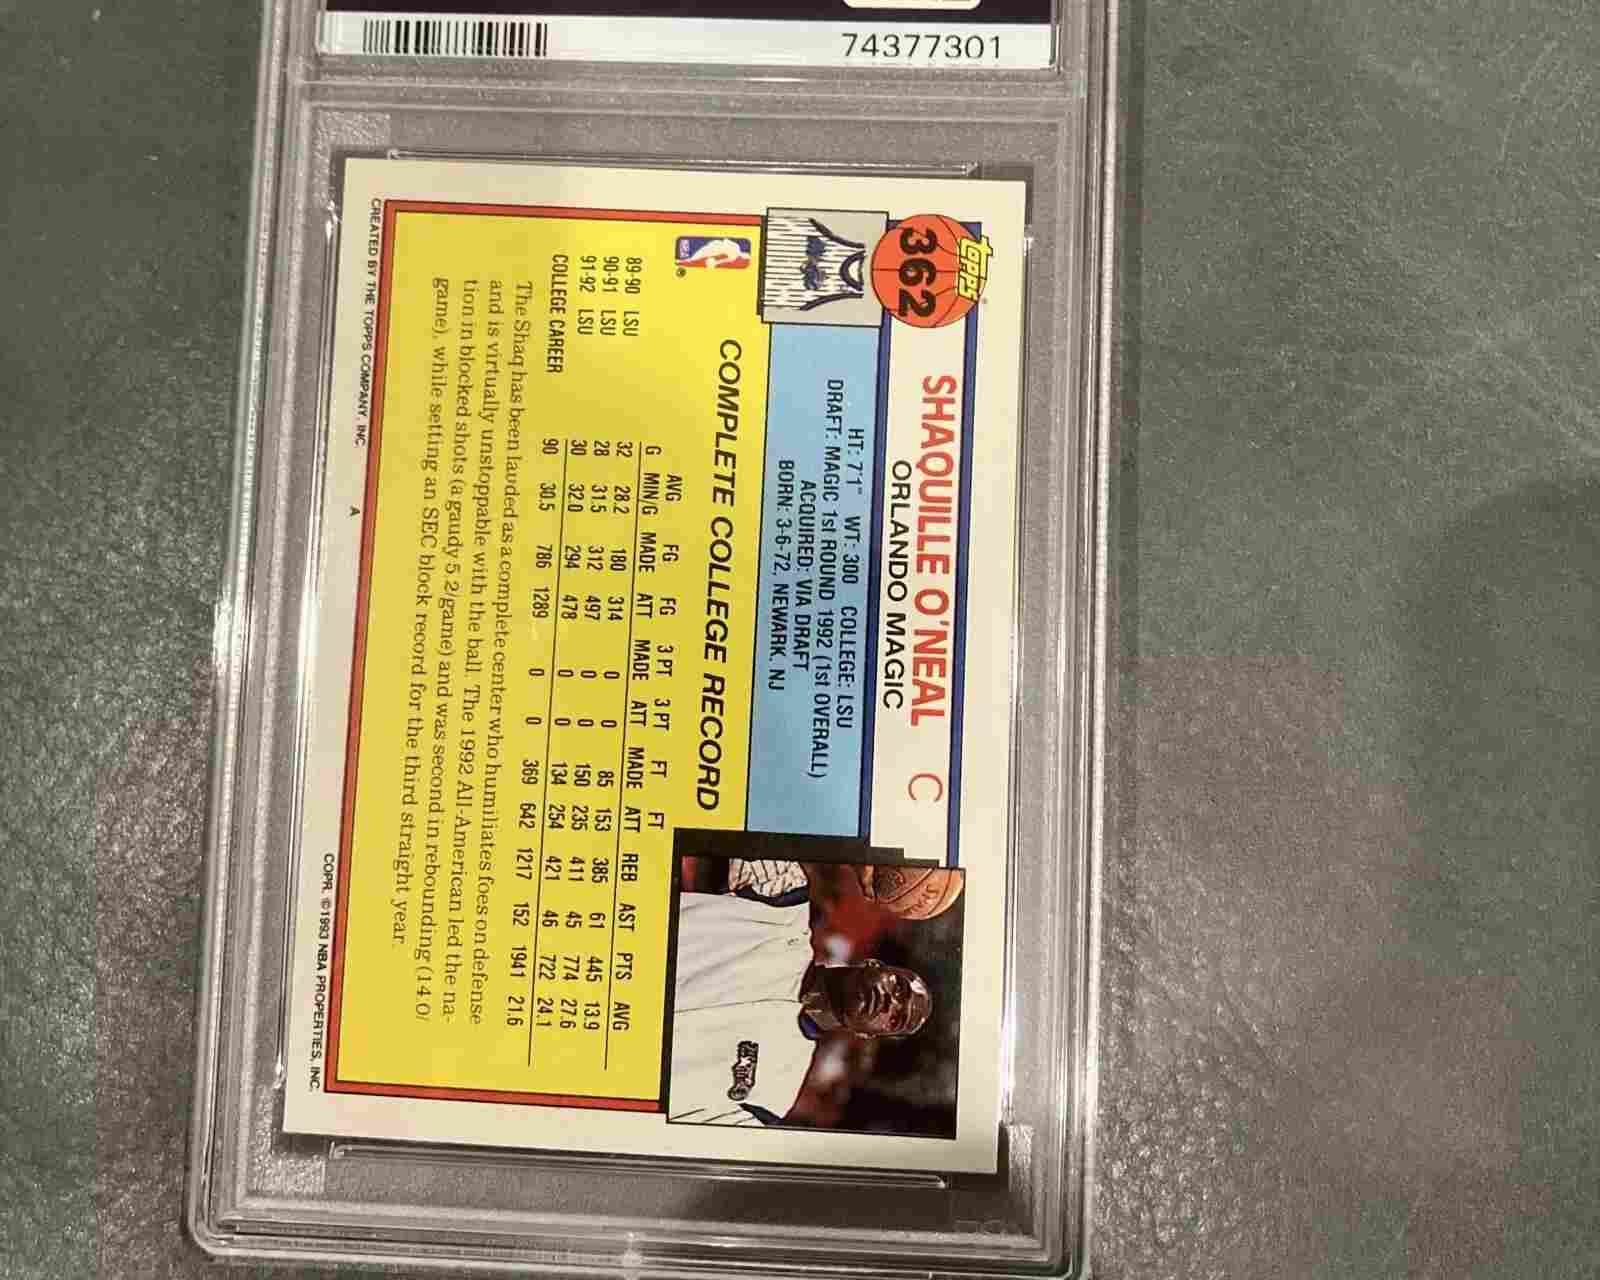 74377301
topps
362
SHAQUILLE O'NEAL C
ORLANDO MAGIC
HT: 7'1" WT: 300 COLLEGE: LSU
DRAFT: MAGIC 1st ROUND 1992 (1st OVERALL)
ACQUIRED: VIA DRAFT
BORN: 3-6-72, NEWARK, NJ
NBA
COMPLETE COLLEGE RECORD
AVG FG FG 3 PT 3 PT FT FT
G MIN/G MADE ATT MADE ATT MADE ATT REB AST PTS AVG
89-90 LSU 32 28.2 180 314 0 0 85 153 385 61 445 13.9
90-91 LSU 28 31.5 312 497 0 0 150 235 411 45 774 27.6
91-92 LSU 30 32.0 294 478 0 0 134 254 421 46 722 24.1
COLLEGE CAREER 90 30.5 786 1289 0 0 369 642 1217 152 1941 21.6
The Shaq has been lauded as a complete center who humiliates foes on defense
and is virtually unstoppable with the ball. The 1992 All-American led the na-
tion in blocked shots (a gaudy 5.2/game) and was second in rebounding (14.0/
game), while setting an SEC block record for the third straight year.
CREATED BY THE TOPPS COMPANY, INC. A COPR. ©1993 NBA PROPERTIES, INC.